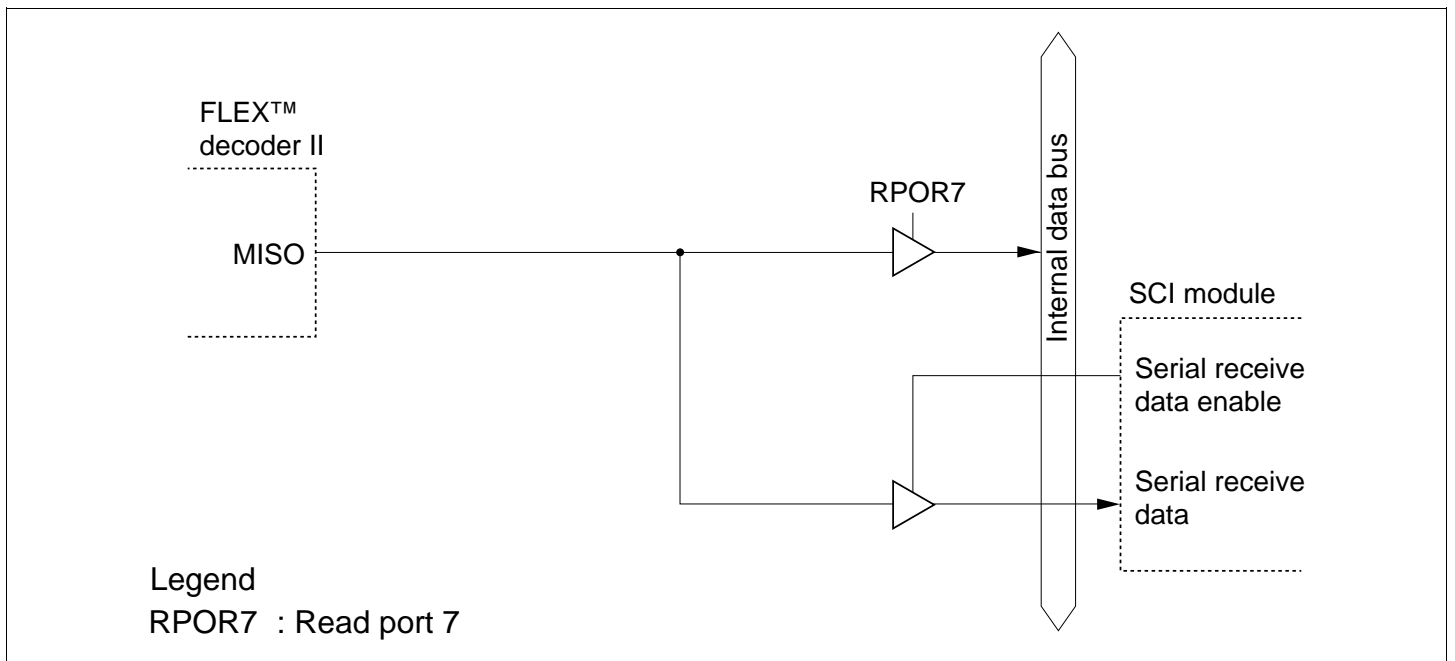 FLEX™
decoder II
MISO
RPOR7
Internal data bus
SCI module
Serial receive
data enable
Serial receive
data
Legend
RPOR7 : Read port 7